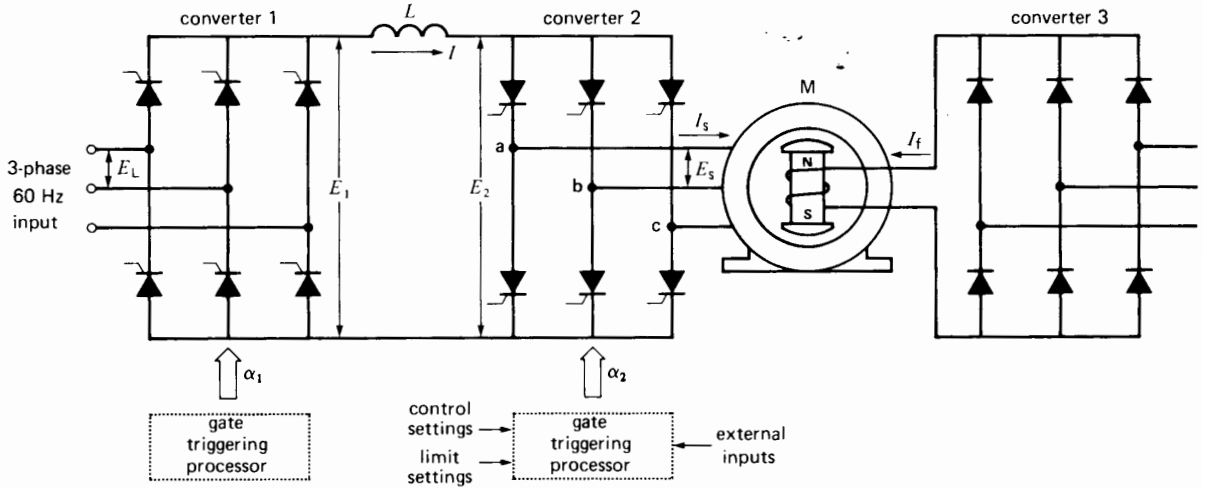 converter 1
L
converter 2
converter 3
I
M
3-phase
60 Hz
input
E_L
E_1
E_2
a
b
c
I_s
E_s
N
S
I_f
α_1
α_2
gate
triggering
processor
control
settings
limit
settings
gate
triggering
processor
external
inputs